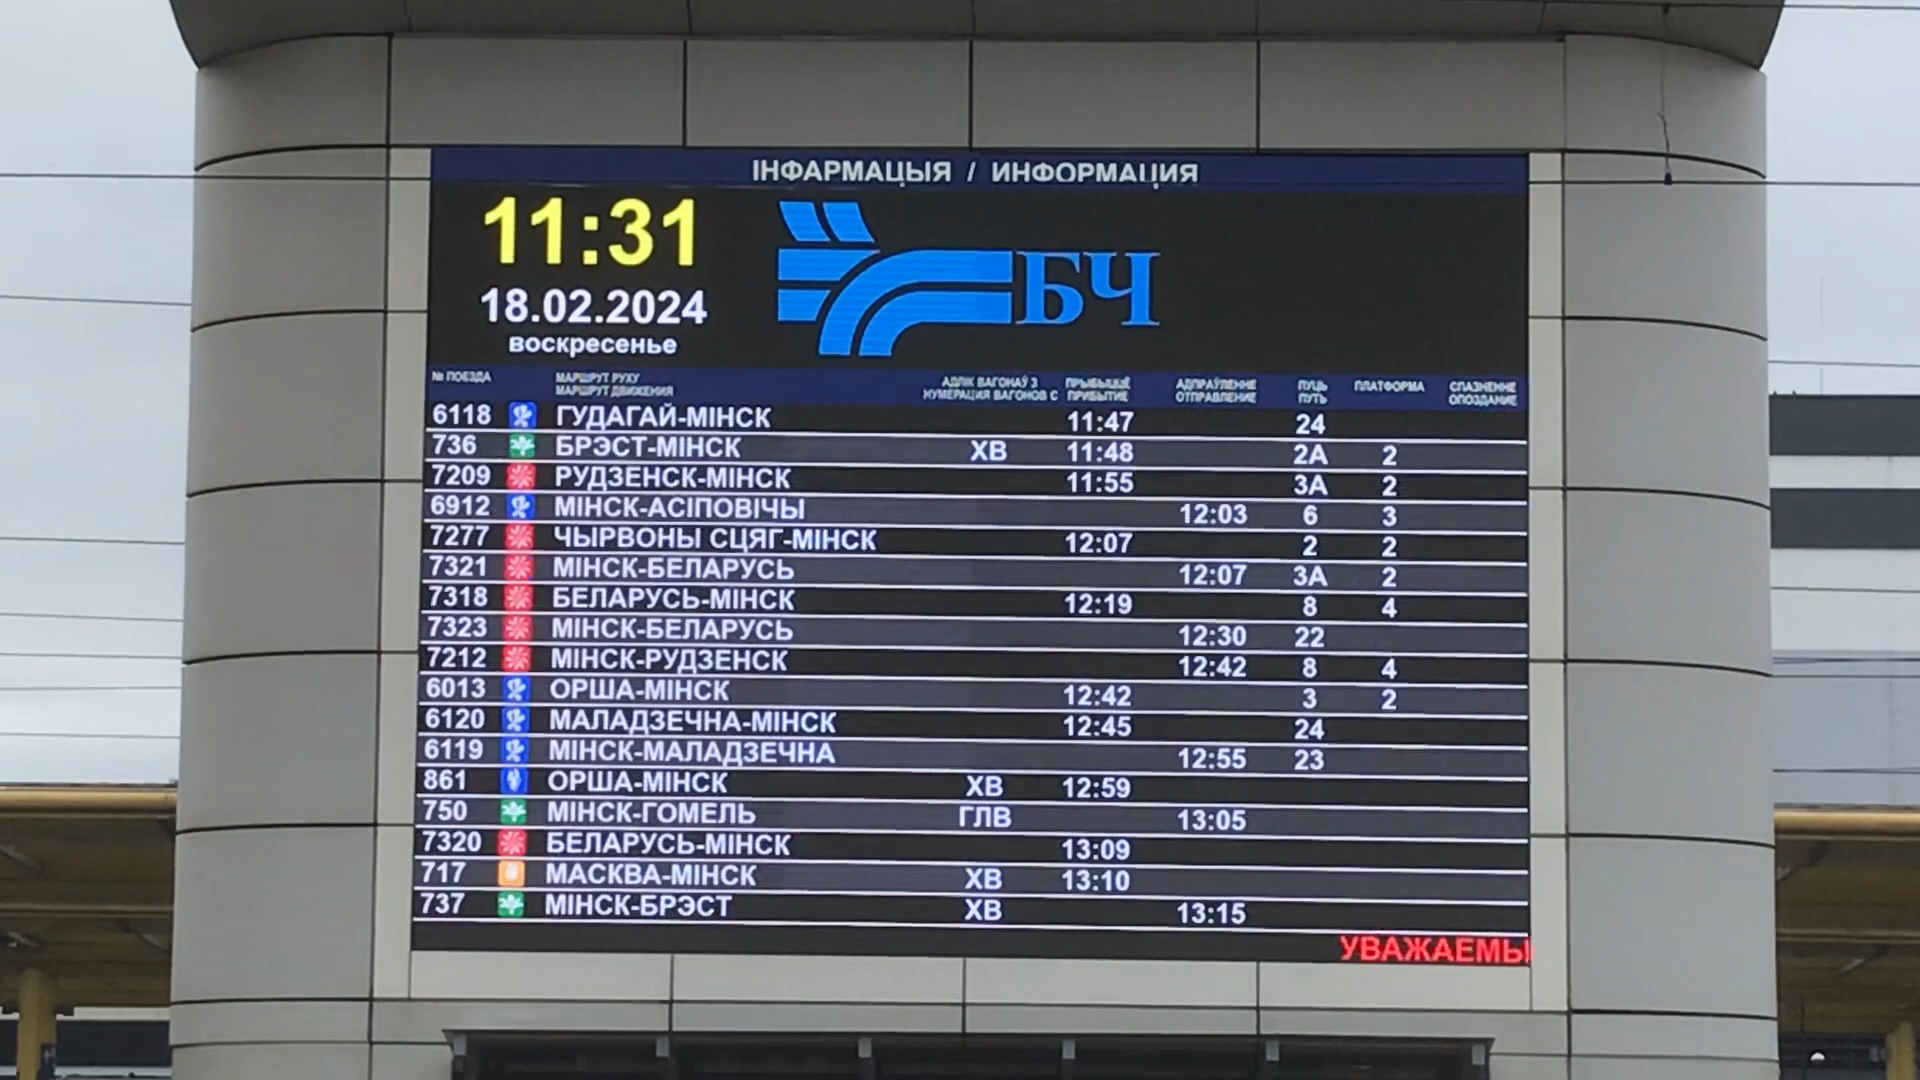 ІНФАРМАЦЫЯ / ИНФОРМАЦИЯ
11:31
18.02.2024
воскресенье
БЧ
№ ПОЕЗДА МАРШРУТ РУХУ АДЛІК ВАГОНАЎ З ПРЫБЫЦЦЁ АДПРАЎЛЕННЕ ПУЦЬ ПЛАТФОРМА СПАЗНЕННЕ
МАРШРУТ ДВИЖЕНИЯ НУМЕРАЦИЯ ВАГОНОВ С ПРИБЫТИЕ ОТПРАВЛЕНИЕ ПУТЬ ОПОЗДАНИЕ
6118 ГУДАГАЙ-МІНСК 11:47 24
736 БРЭСТ-МІНСК ХВ 11:48 2А 2
7209 РУДЗЕНСК-МІНСК 11:55 3А 2
6912 МІНСК-АСІПОВІЧЫ 12:03 6 3
7277 ЧЫРВОНЫ СЦЯГ-МІНСК 12:07 2 2
7321 МІНСК-БЕЛАРУСЬ 12:07 3А 2
7318 БЕЛАРУСЬ-МІНСК 12:19 8 4
7323 МІНСК-БЕЛАРУСЬ 12:30 22
7212 МІНСК-РУДЗЕНСК 12:42 8 4
6013 ОРША-МІНСК 12:42 3 2
6120 МАЛАДЗЕЧНА-МІНСК 12:45 24
6119 МІНСК-МАЛАДЗЕЧНА 12:55 23
861 ОРША-МІНСК ХВ 12:59
750 МІНСК-ГОМЕЛЬ ГЛВ 13:05
7320 БЕЛАРУСЬ-МІНСК 13:09
717 МАСКВА-МІНСК ХВ 13:10
737 МІНСК-БРЭСТ ХВ 13:15
УВАЖАЕМЫ